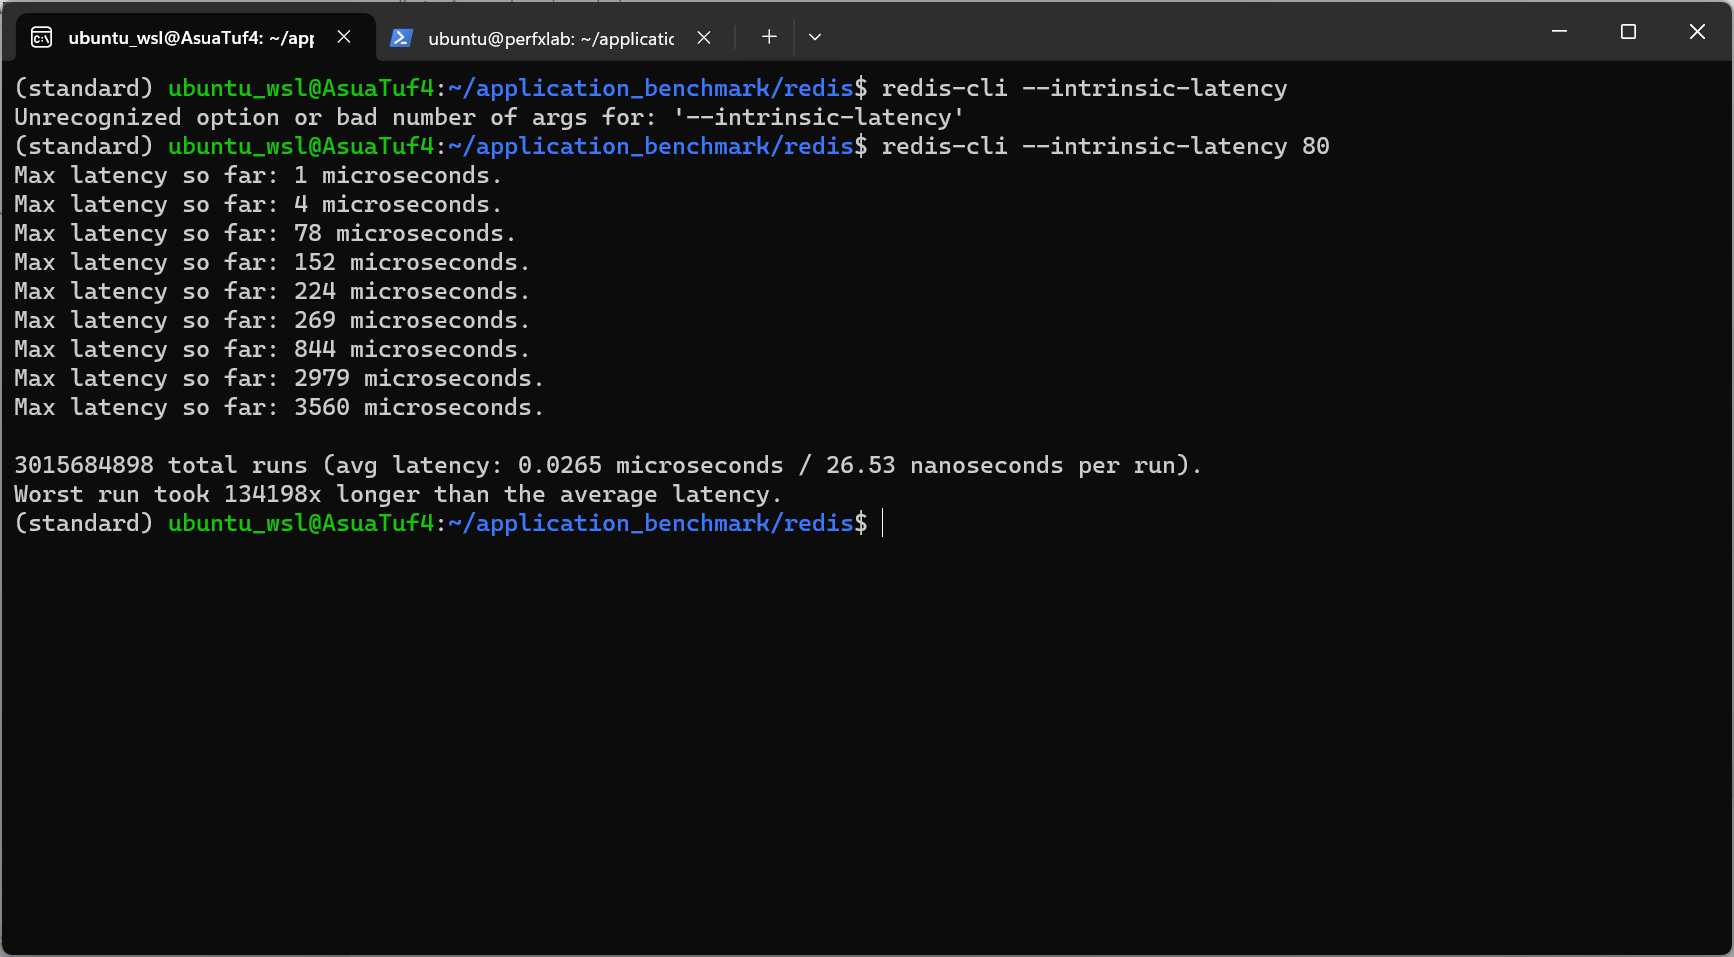 ubuntu_wsl@AsuaTuf4: ~/app
ubuntu@perfxlab: ~/applicatic
(standard) ubuntu_wsl@AsuaTuf4:~/application_benchmark/redis$ redis-cli --intrinsic-latency
Unrecognized option or bad number of args for: '--intrinsic-latency'
(standard) ubuntu_wsl@AsuaTuf4:~/application_benchmark/redis$ redis-cli --intrinsic-latency 80
Max latency so far: 1 microseconds.
Max latency so far: 4 microseconds.
Max latency so far: 78 microseconds.
Max latency so far: 152 microseconds.
Max latency so far: 224 microseconds.
Max latency so far: 269 microseconds.
Max latency so far: 844 microseconds.
Max latency so far: 2979 microseconds.
Max latency so far: 3560 microseconds.
3015684898 total runs (avg latency: 0.0265 microseconds / 26.53 nanoseconds per run).
Worst run took 134198x longer than the average latency.
(standard) ubuntu_wsl@AsuaTuf4:~/application_benchmark/redis$